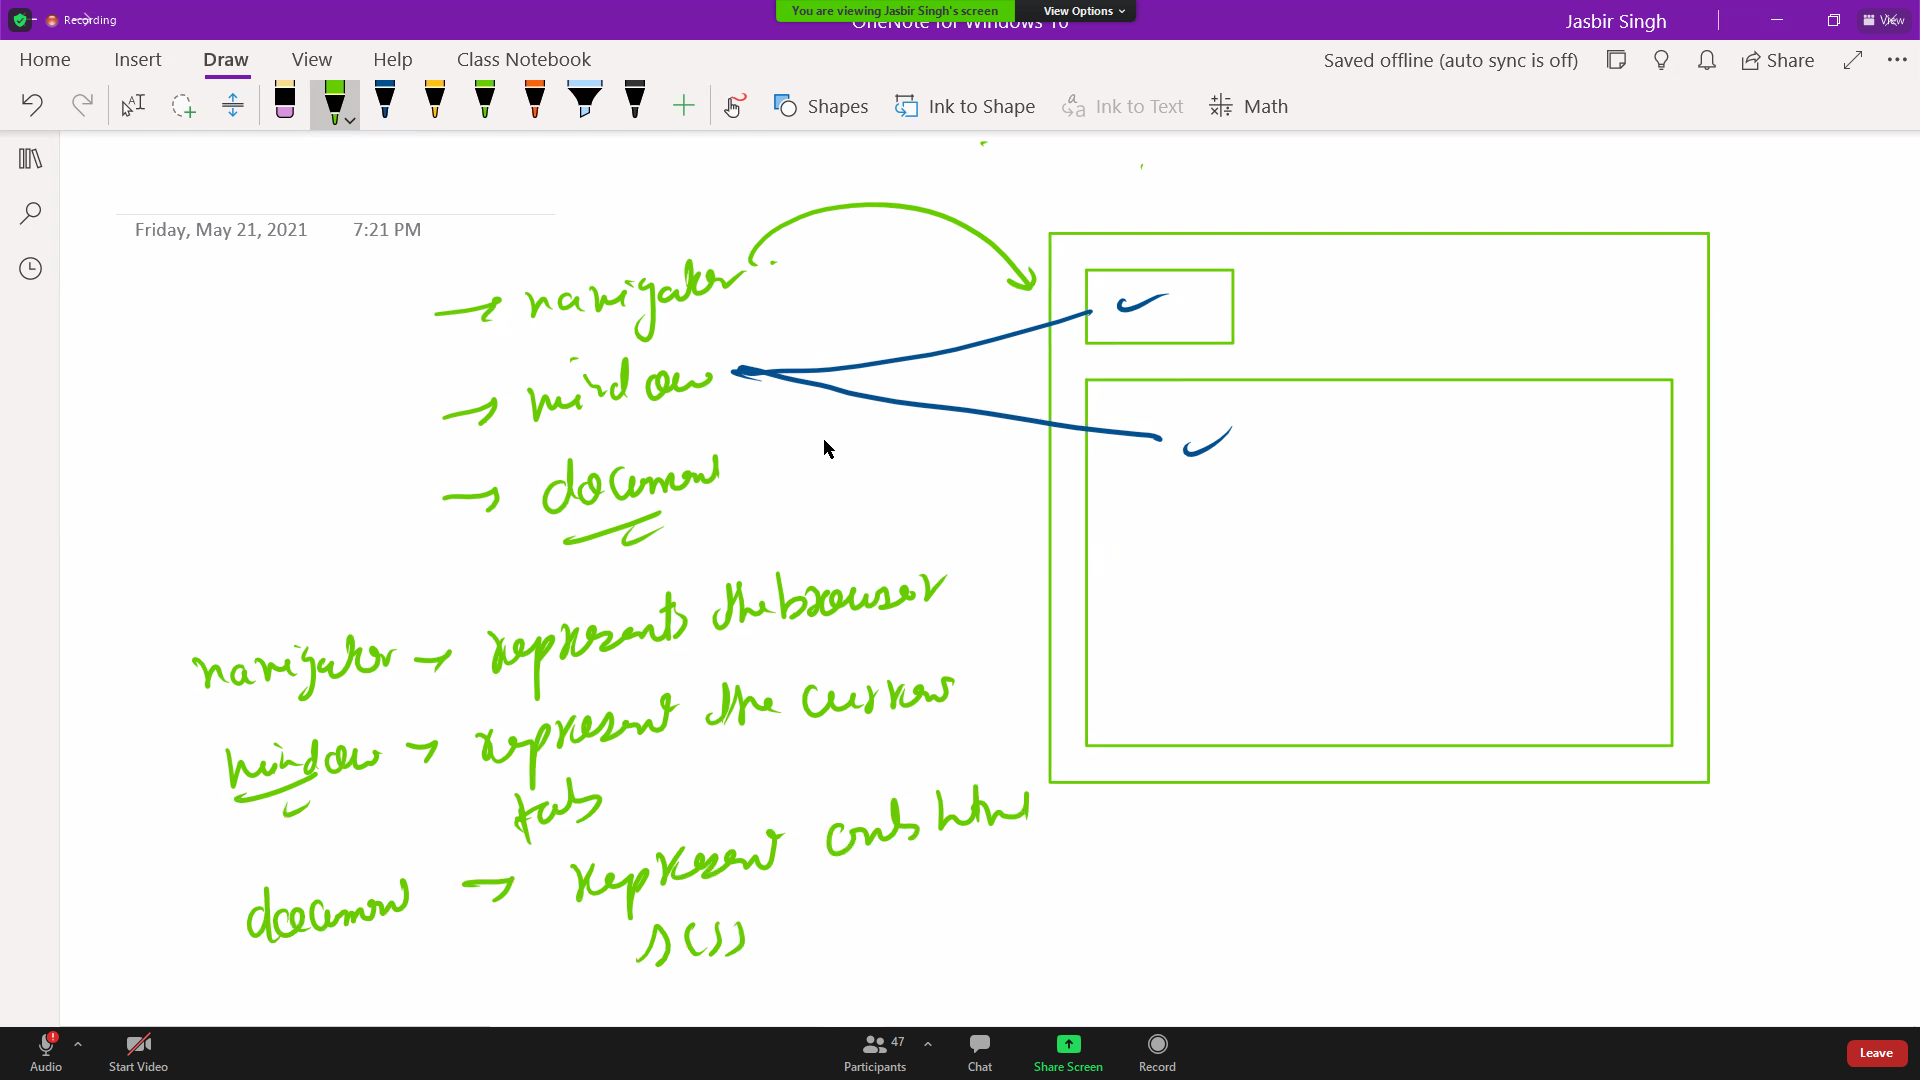 Recording
You are viewing Jasbir Singh's screen
View Options
OneNote for Windows 10
Jasbir Singh
View
Home
Insert
Draw
View
Help
Class Notebook
Saved offline (auto sync is off)
Share
Shapes
Ink to Shape
Ink to Text
Math
Friday, May 21, 2021
7:21 PM
→ navigator
→ window
→ document
navigator → represents the browser
window → represent the current
tabs
document → represent only html
& CSS
Audio
Start Video
Participants
47
Chat
Share Screen
Record
Leave